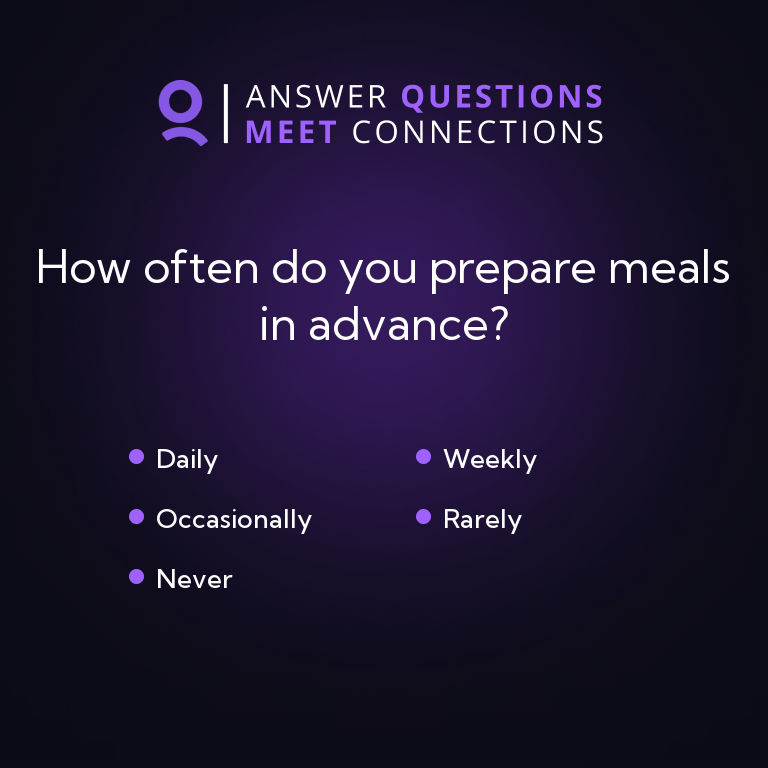 ANSWER QUESTIONS
MEET CONNECTIONS
How often do you prepare meals
in advance?
Daily
Weekly
Occasionally
Rarely
Never